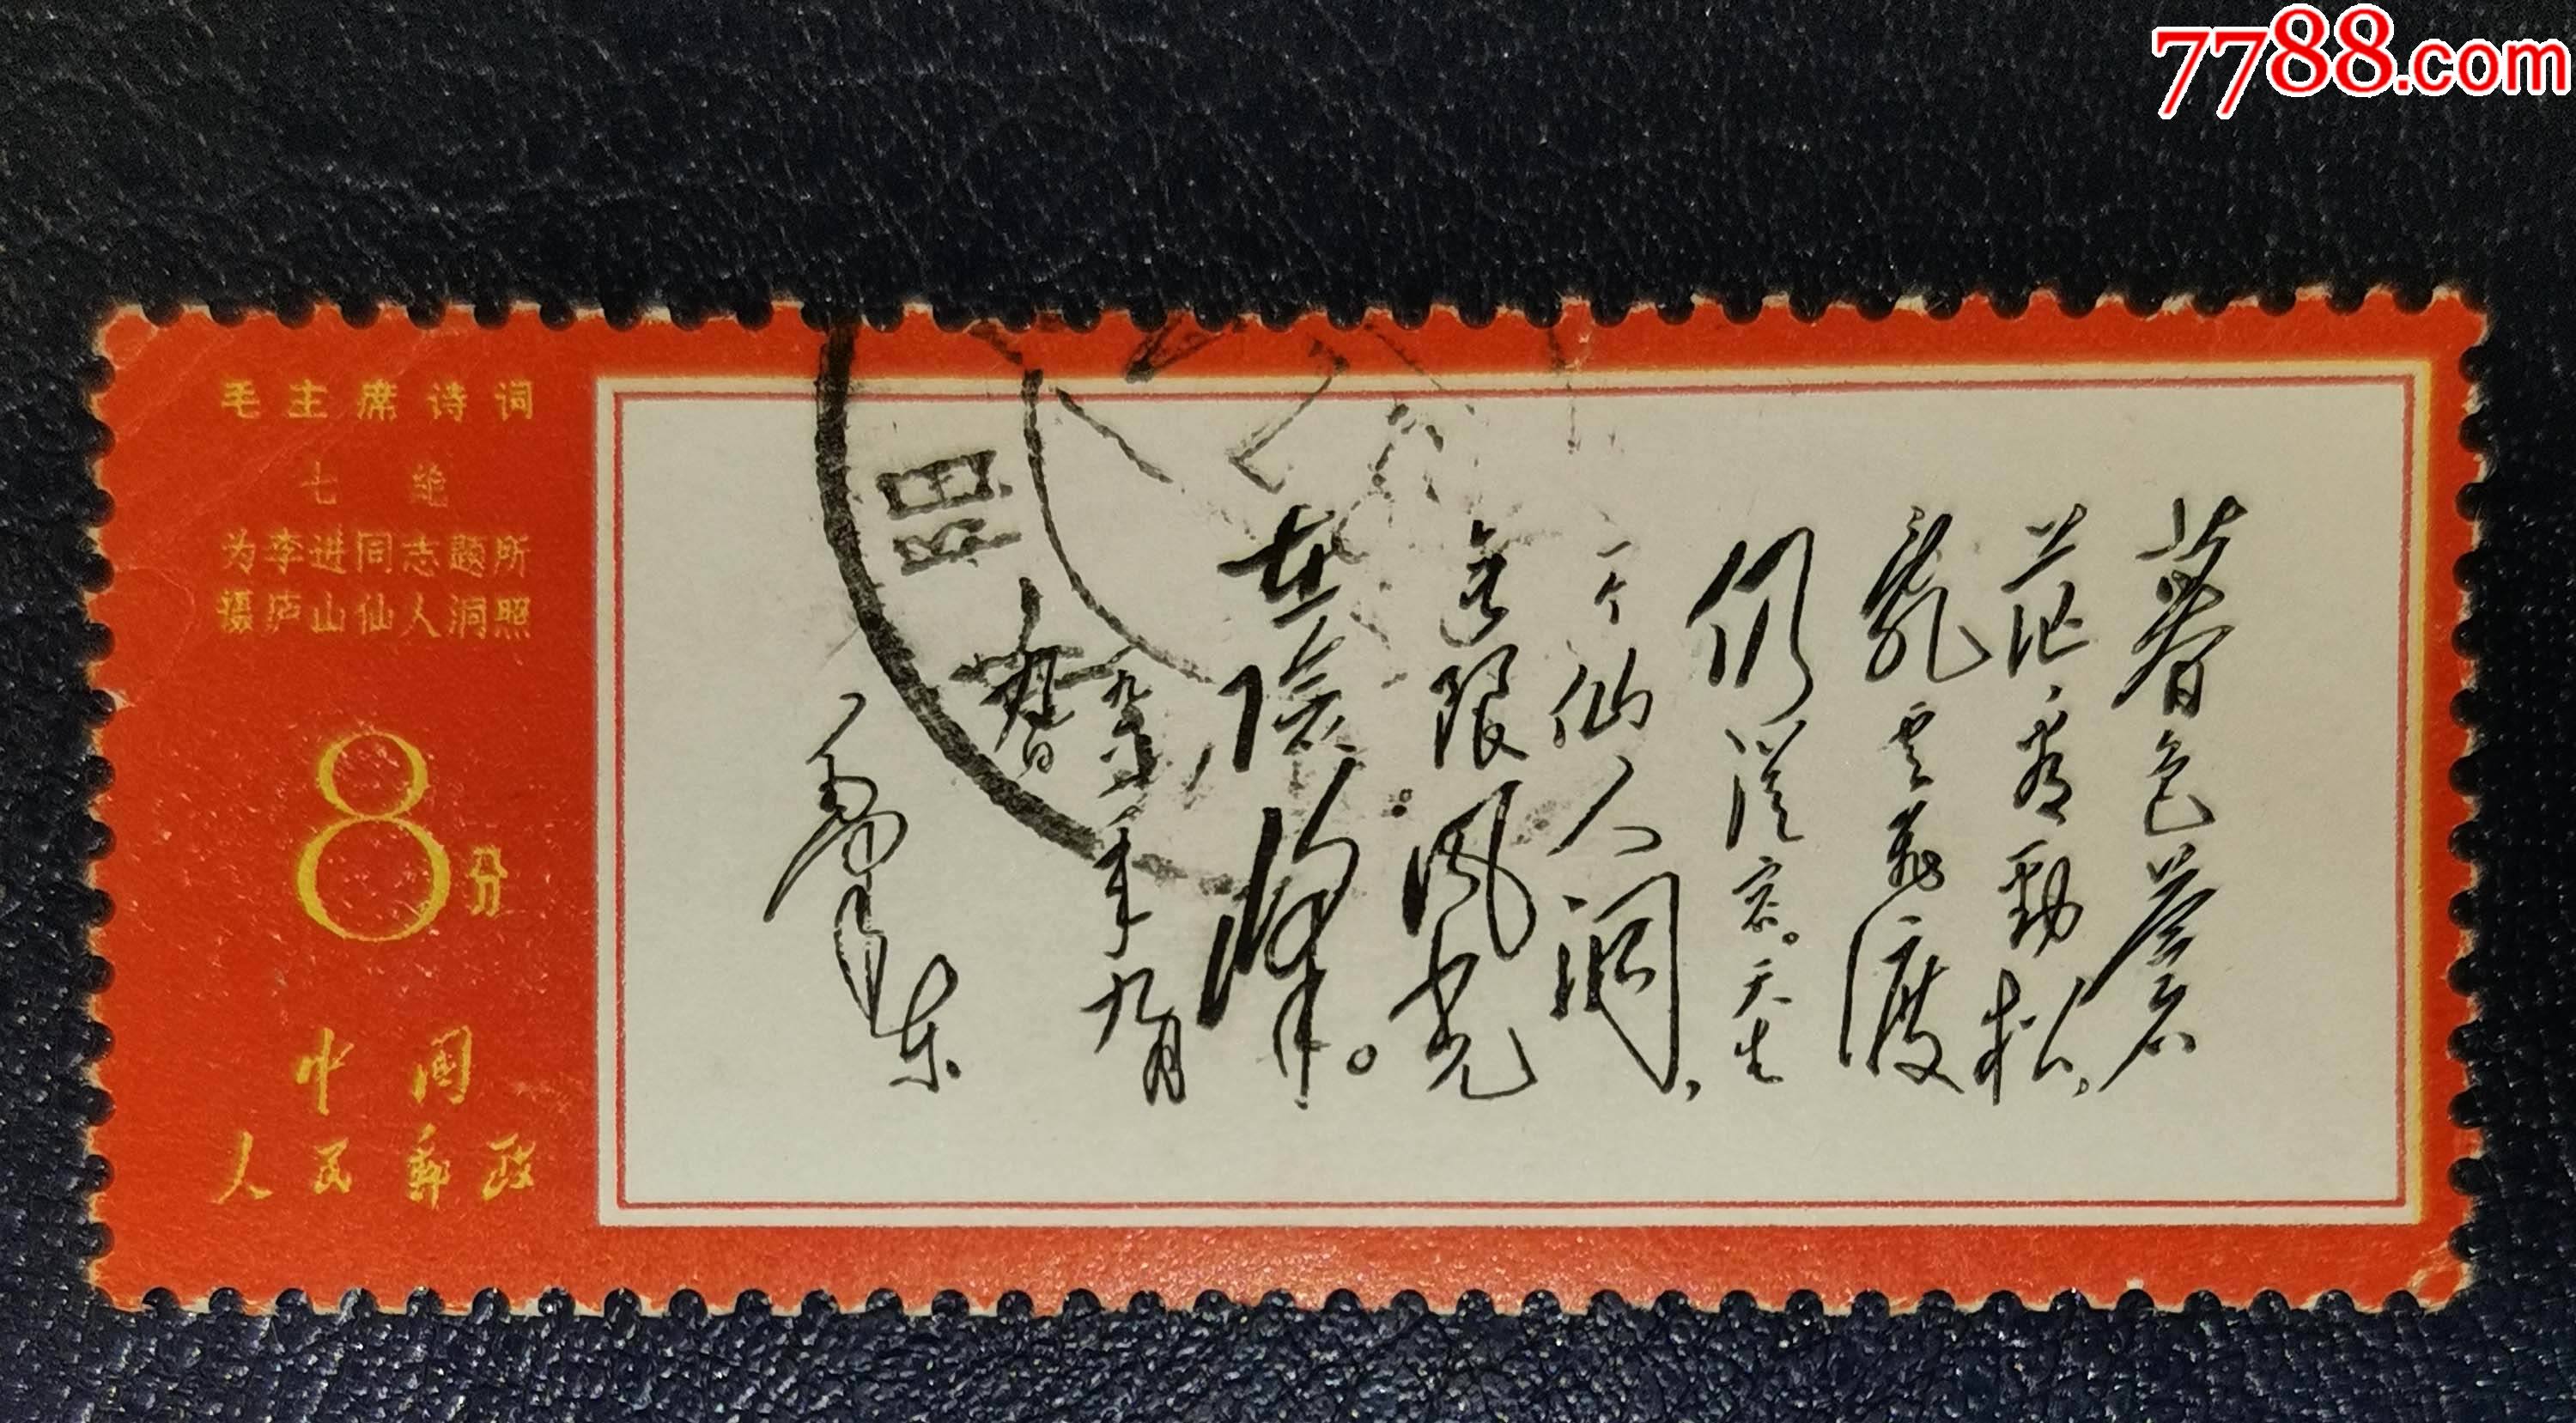 7788.com
毛主席诗词
七绝
为李进同志题所
摄庐山仙人洞照
8分
中国
人民邮政
暮色苍
茫看劲松，
乱云飞渡
仍从容。天生
一个仙人洞，
无限风光
在险峰。
一九六一年九月
九日
毛泽东
阳